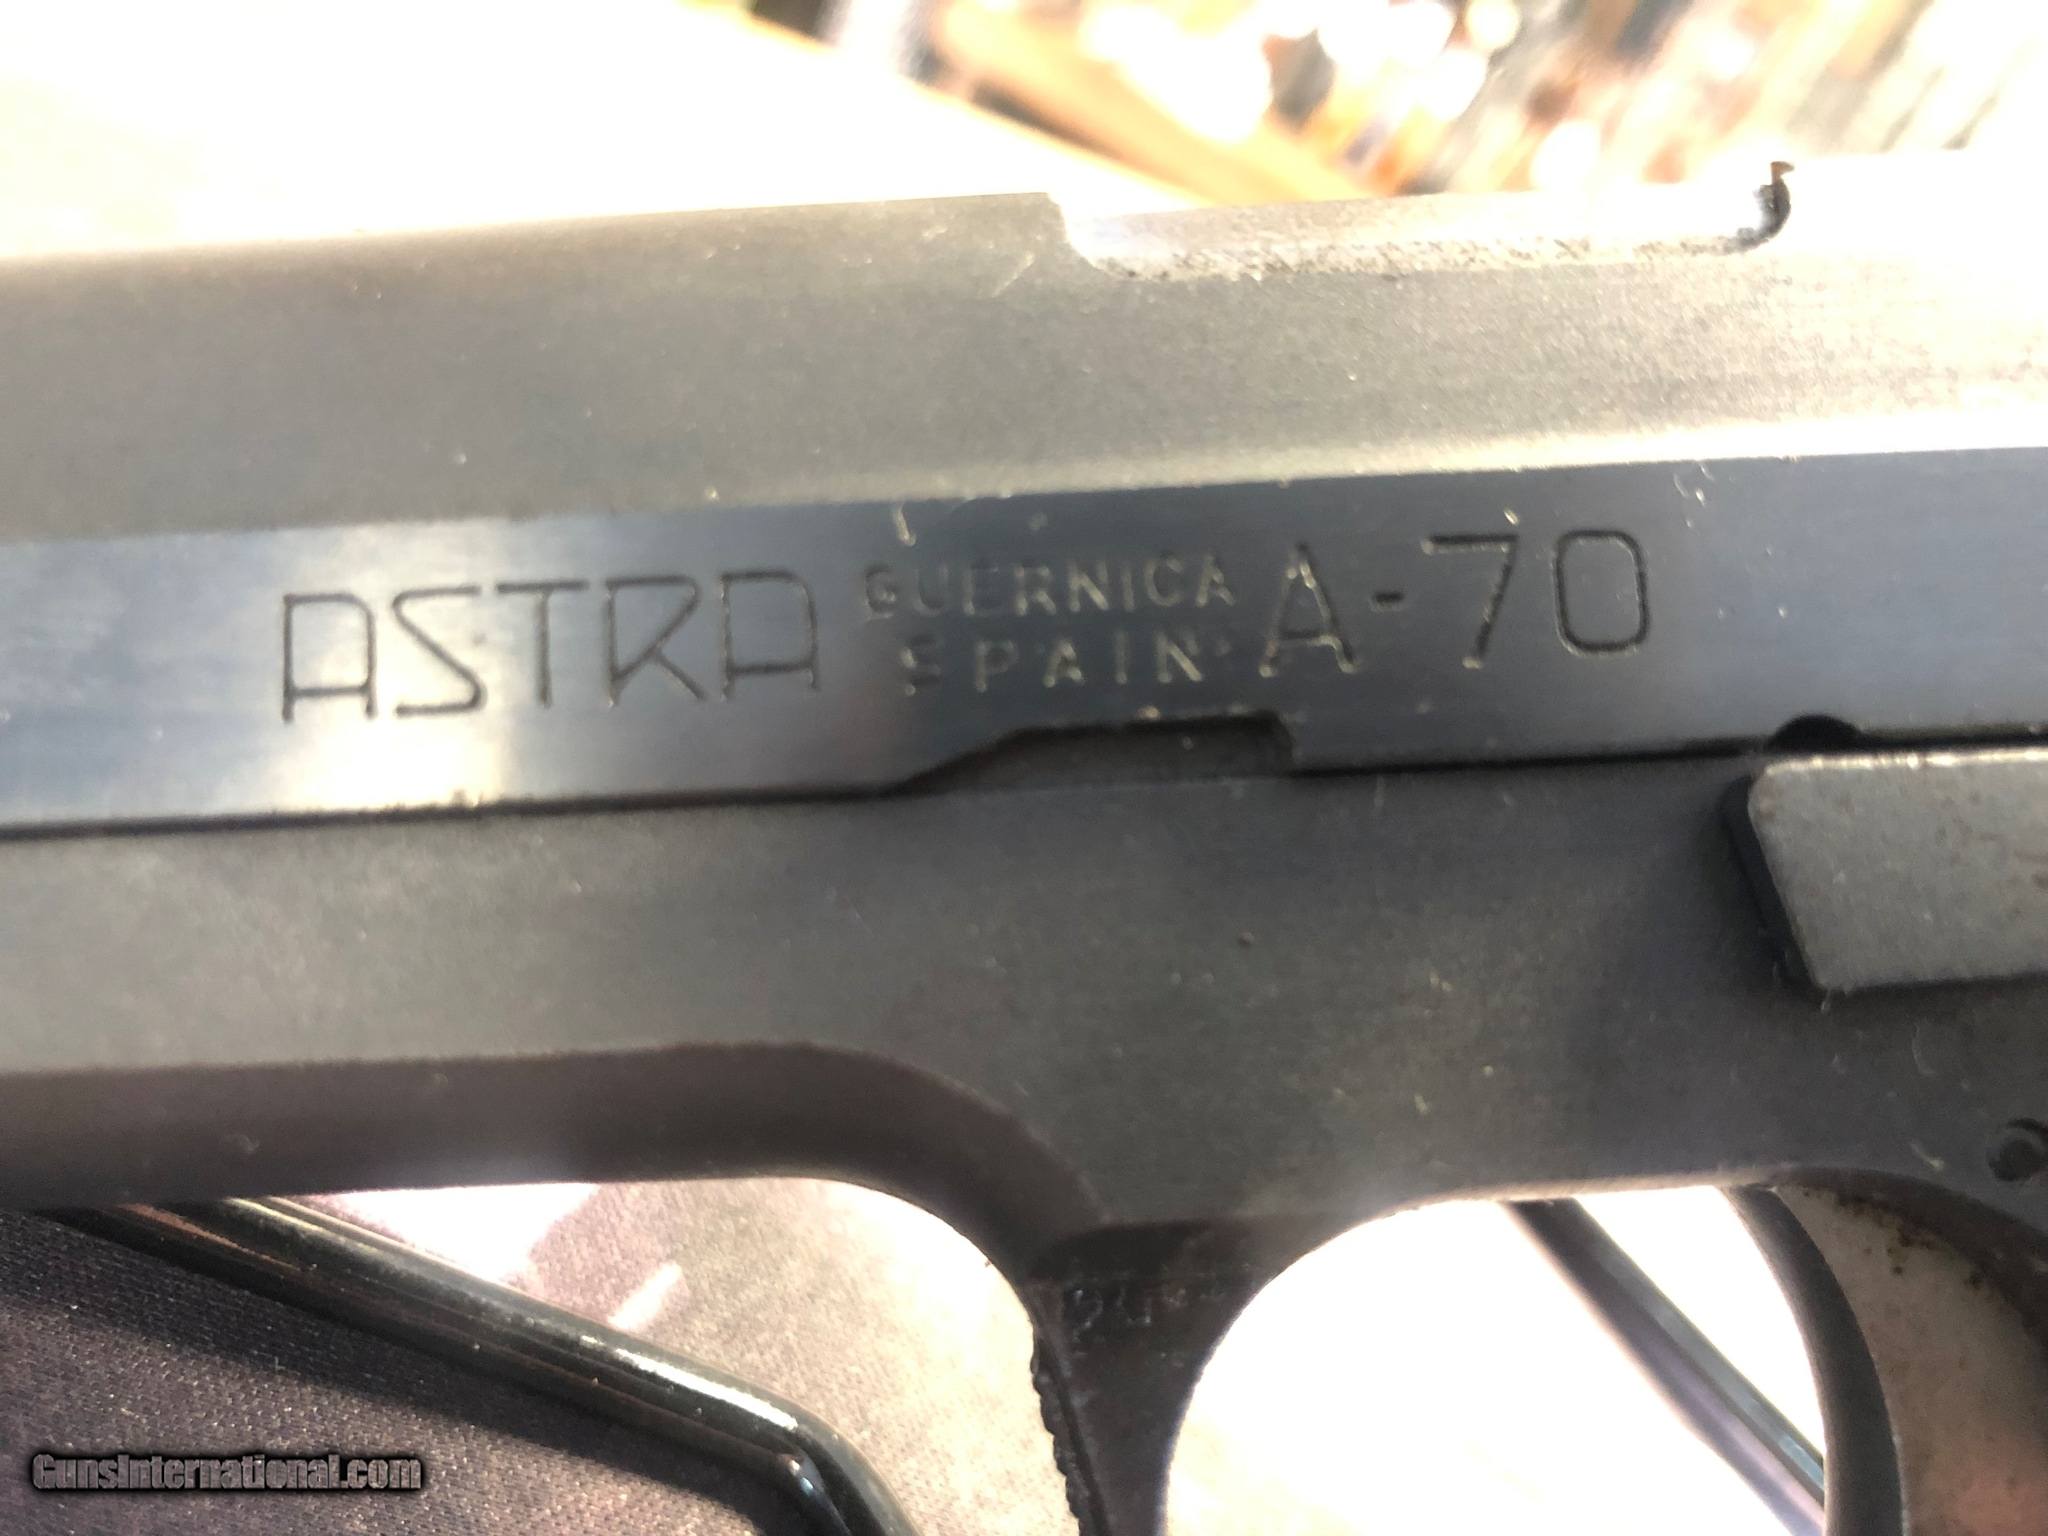 ASTRA GUERNICA A-70
SPAIN
GunsInternational.com